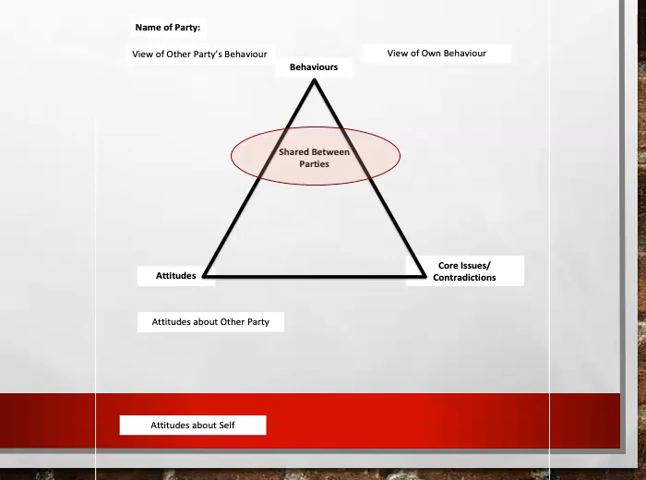 Name of Party:
View of Other Party's Behaviour
View of Own Behaviour
Behaviours
Shared Between
Parties
Attitudes
Core Issues/
Contradictions
Attitudes about Other Party
Attitudes about Self